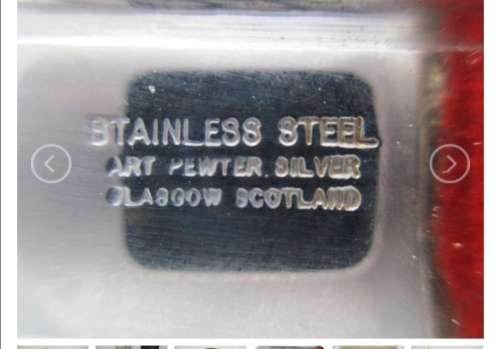 STAINLESS STEEL
ART PEWTER SILVER
GLASGOW SCOTLAND